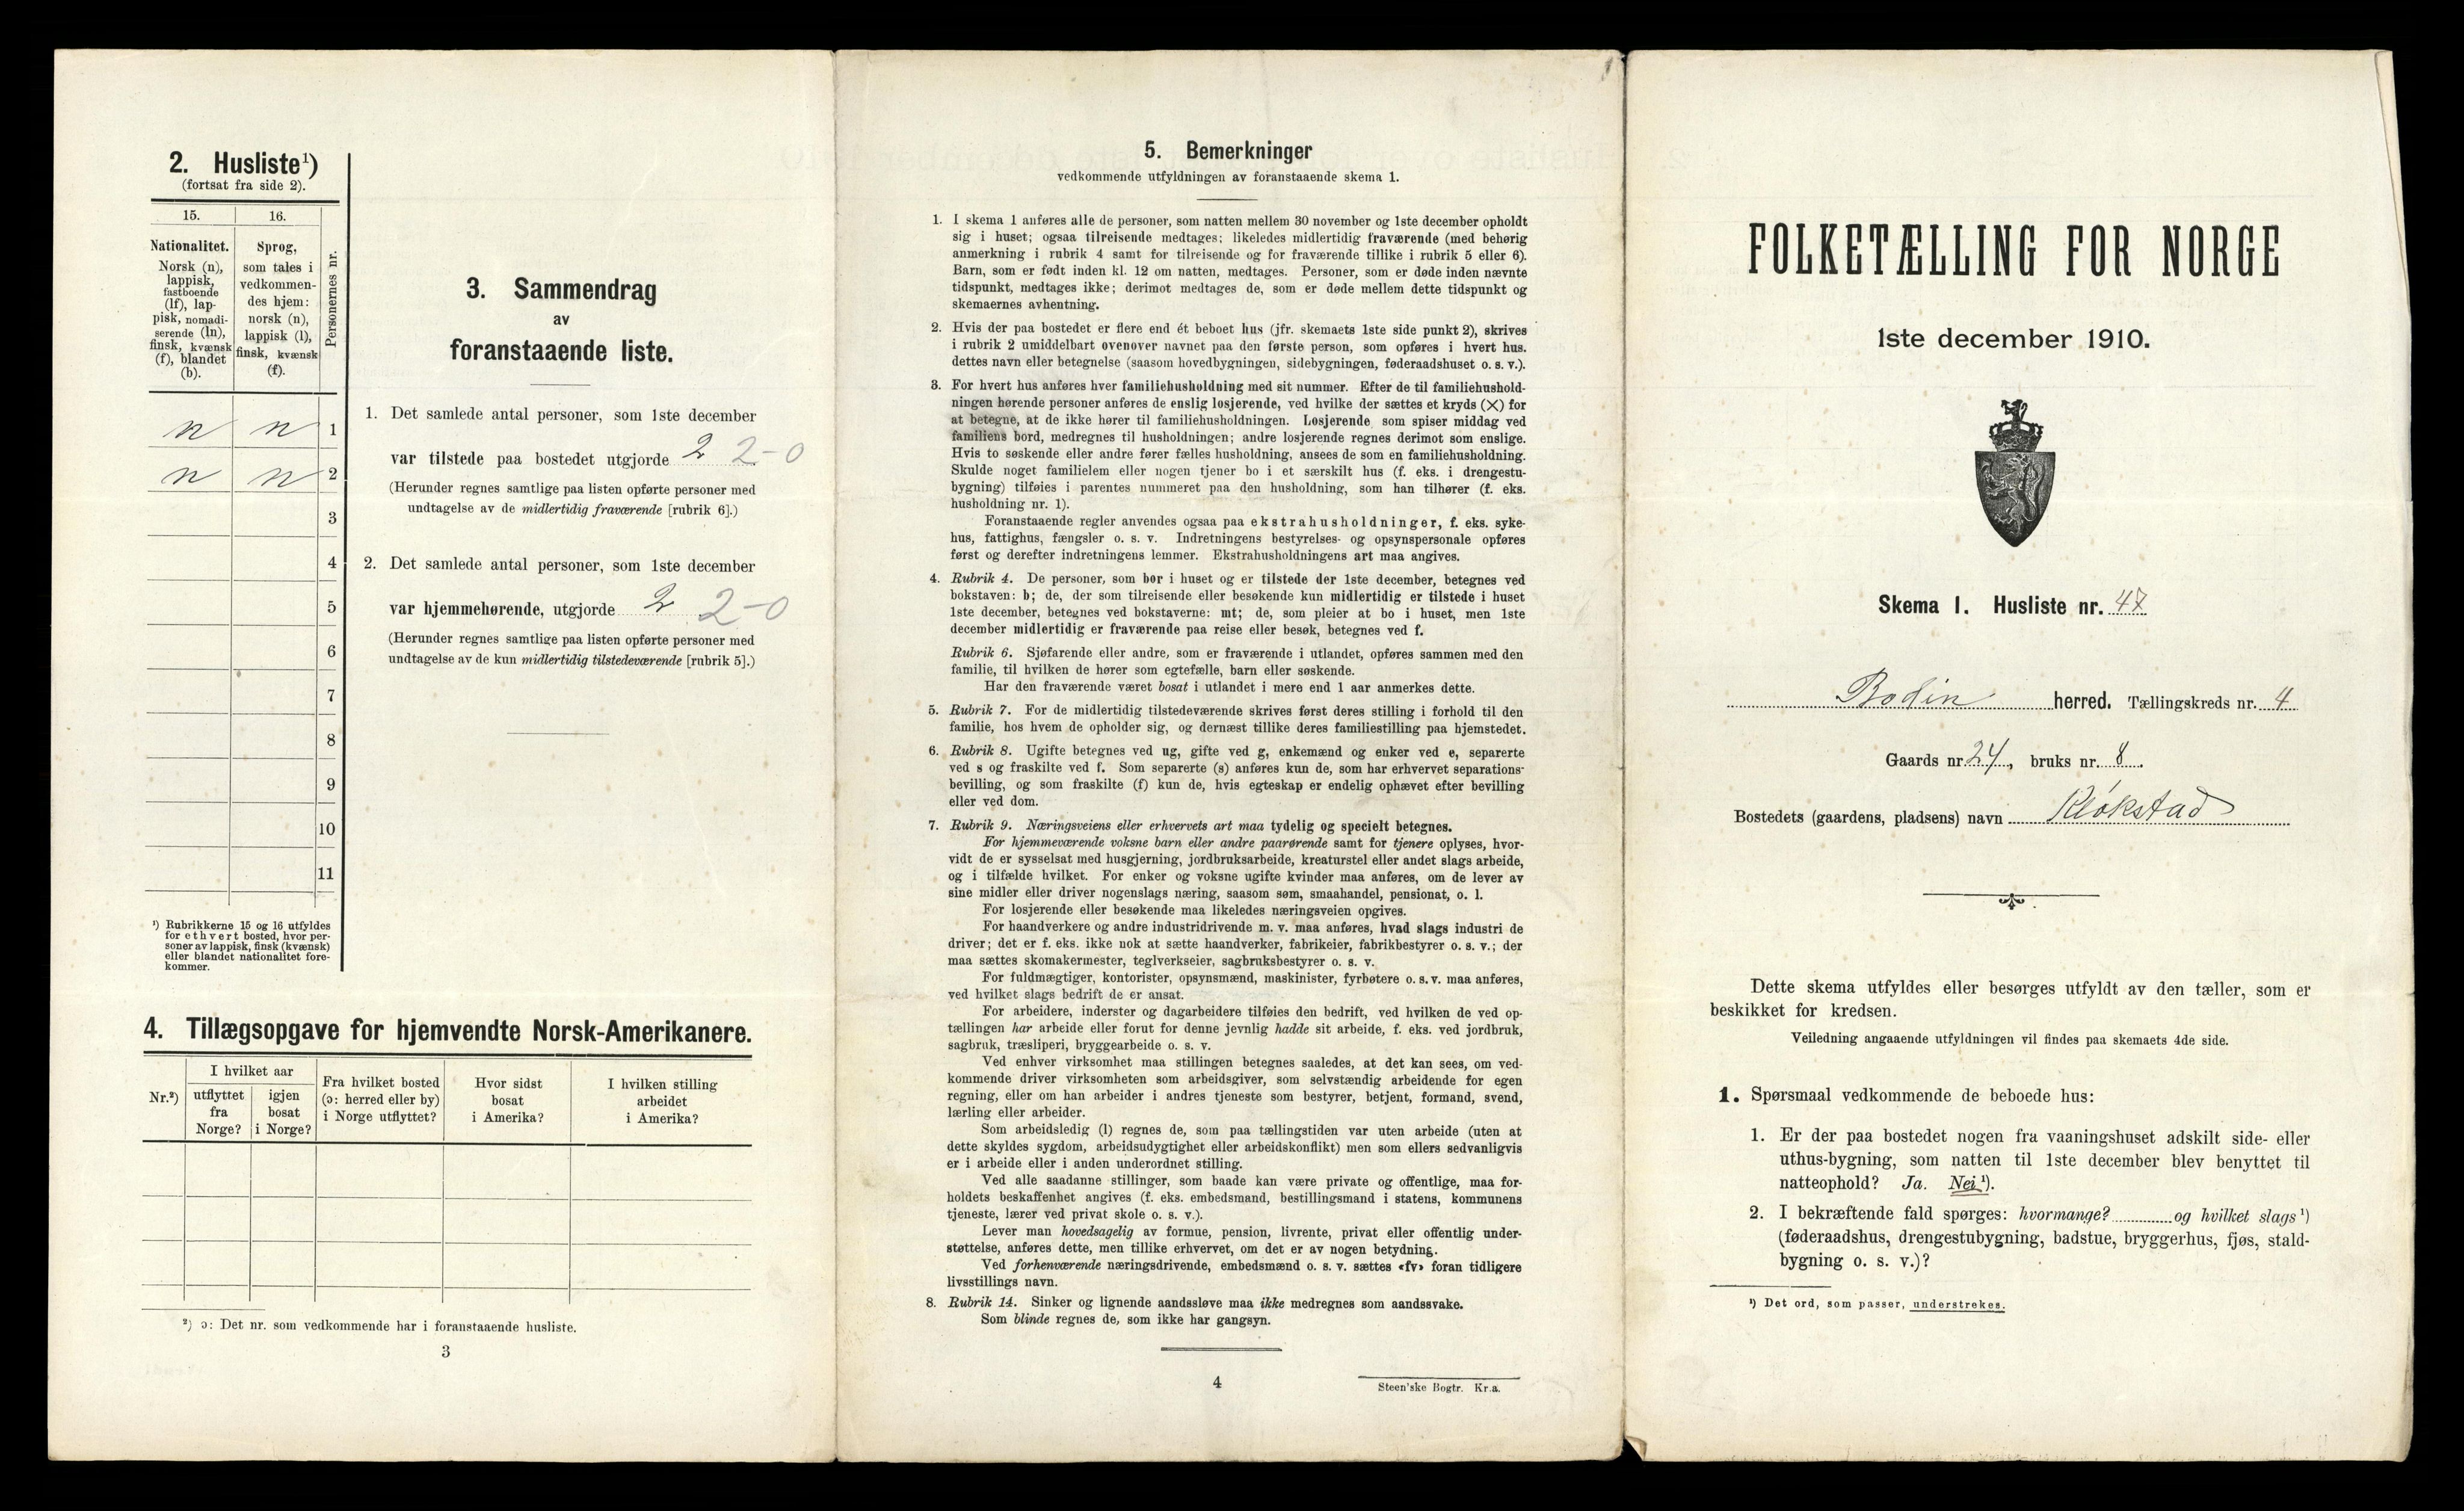 2. Husliste¹)
(fortsat fra side 2).
15. 16.
Personernes nr.
Nationalitet.
Norsk (n),
lappisk,
fastboende
(lf), lap-
pisk, nomadi-
serende (ln),
finsk, kvænsk
(f), blandet
(b).
Sprog,
som tales i
vedkommen-
des hjem:
norsk (n),
lappisk (l),
finsk, kvænsk
(f).
n n 1
n n 2
3
4
5
6
7
8
9
10
11
¹) Rubrikkerne 15 og 16 utfyldes
for ethvert bosted, hvor per-
soner av lappisk, finsk (kvænsk)
eller blandet nationalitet fore-
kommer.
3. Sammendrag
av
foranstaaende liste.
1. Det samlede antal personer, som 1ste december
var tilstede paa bostedet utgjorde 2 2-0
(Herunder regnes samtlige paa listen opførte personer med
undtagelse av de midlertidig fraværende [rubrik 6].)
2. Det samlede antal personer, som 1ste december
var hjemmehørende, utgjorde 2 2-0
(Herunder regnes samtlige paa listen opførte personer med
undtagelse av de kun midlertidig tilstedeværende [rubrik 5].)
4. Tillægsopgave for hjemvendte Norsk-Amerikanere.
Nr.²)
I hvilket aar
utflyttet
fra
Norge?
igjen
bosat
i Norge?
Fra hvilket bosted
(ɔ: herred eller by)
i Norge utflyttet?
Hvor sidst
bosat
i Amerika?
I hvilken stilling
arbeidet
i Amerika?
²) ɔ: Det nr. som vedkommende har i foranstaaende husliste.
3
5. Bemerkninger
vedkommende utfyldningen av foranstaaende skema 1.
1. I skema 1 anføres alle de personer, som natten mellem 30 november og 1ste december opholdt
sig i huset; ogsaa tilreisende medtages; likeledes midlertidig fraværende (med behørig
anmerkning i rubrik 4 samt for tilreisende og for fraværende tillike i rubrik 5 eller 6).
Barn, som er født inden kl. 12 om natten, medtages. Personer, som er døde inden nævnte
tidspunkt, medtages ikke; derimot medtages de, som er døde mellem dette tidspunkt og
skemaernes avhentning.
2. Hvis der paa bostedet er flere end ét beboet hus (jfr. skemaets 1ste side punkt 2), skrives
i rubrik 2 umiddelbart ovenover navnet paa den første person, som opføres i hvert hus.
dettes navn eller betegnelse (saasom hovedbygningen, sidebygningen, føderaadshuset o. s. v.).
3. For hvert hus anføres hver familiehusholdning med sit nummer. Efter de til familiehushold-
ningen hørende personer anføres de enslig losjerende, ved hvilke der sættes et kryds (×) for
at betegne, at de ikke hører til familiehusholdningen. Losjerende som spiser middag ved
familiens bord, medregnes til husholdningen; andre losjerende regnes derimot som enslige.
Hvis to søskende eller andre fører fælles husholdning, ansees de som en familiehusholdning.
Skulde noget familielem eller nogen tjener bo i et særskilt hus (f. eks. i drengestu-
bygning) tilføies i parentes nummeret paa den husholdning, som han tilhører (f. eks.
husholdning nr. 1).
Foranstaaende regler anvendes ogsaa paa ekstrahusholdninger, f. eks. syke-
hus, fattighus, fængsler o. s. v. Indretningens bestyrelses- og opsynspersonale opføres
først og derefter indretningens lemmer. Ekstrahusholdningens art maa angives.
4. Rubrik 4. De personer, som bor i huset og er tilstede der 1ste december, betegnes ved
bokstaven: b; de, der som tilreisende eller besøkende kun midlertidig er tilstede i huset
1ste december, betegnes ved bokstaverne: mt; de, som pleier at bo i huset, men 1ste
december midlertidig er fraværende paa reise eller besøk, betegnes ved f.
Rubrik 6. Sjøfarende eller andre, som er fraværende i utlandet, opføres sammen med den
familie, til hvilken de hører som egtefælle, barn eller søskende.
Har den fraværende været bosat i utlandet i mere end 1 aar anmerkes dette.
5. Rubrik 7. For de midlertidig tilstedeværende skrives først deres stilling i forhold til den
familie, hos hvem de opholder sig, og dernæst tillike deres familiestilling paa hjemstedet.
6. Rubrik 8. Ugifte betegnes ved ug, gifte ved g, enkemænd og enker ved e, separerte
ved s og fraskilte ved f. Som separerte (s) anføres kun de, som har erhvervet separations-
bevilling, og som fraskilte (f) kun de, hvis egteskap er endelig ophævet efter bevilling
eller ved dom.
7. Rubrik 9. Næringsveiens eller erhvervets art maa tydelig og specielt betegnes.
For hjemmeværende voksne barn eller andre paarørende samt for tjenere oplyses, hvor-
vidt de er sysselsat med husgjerning, jordbruksarbeide, kreaturstel eller andet slags arbeide,
og i tilfælde hvilket. For enker og voksne ugifte kvinder maa anføres, om de lever av
sine midler eller driver nogenslags næring, saasom søm, smaahandel, pensionat, o. l.
For losjerende eller besøkende maa likeledes næringsveien opgives.
For haandverkere og andre industridrivende m. v. maa anføres, hvad slags industri de
driver; det er f. eks. ikke nok at sætte haandverker, fabrikeier, fabrikbestyrer o. s. v.; der
maa sættes skomakermester, teglverkseier, sagbruksbestyrer o. s. v.
For fuldmægtiger, kontorister, opsynsmænd, maskinister, fyrbøtere o. s. v. maa anføres,
ved hvilket slags bedrift de er ansat.
For arbeidere, inderster og dagarbeidere tilføies den bedrift, ved hvilken de ved op-
tællingen har arbeide eller forut for denne jevnlig hadde sit arbeide, f. eks. ved jordbruk,
sagbruk, træsliperi, bryggearbeide o. s. v.
Ved enhver virksomhet maa stillingen betegnes saaledes, at det kan sees, om ved-
kommende driver virksomheten som arbeidsgiver, som selvstændig arbeidende for egen
regning, eller om han arbeider i andres tjeneste som bestyrer, betjent, formand, svend,
lærling eller arbeider.
Som arbeidsledig (l) regnes de, som paa tællingstiden var uten arbeide (uten at
dette skyldes sygdom, arbeidsudygtighet eller arbeidskonflikt) men som ellers sedvanligvis
er i arbeide eller i anden underordnet stilling.
Ved alle saadanne stillinger, som baade kan være private og offentlige, maa for-
holdets beskaffenhet angives (f. eks. embedsmand, bestillingsmand i statens, kommunens
tjeneste, lærer ved privat skole o. s. v.).
Lever man hovedsagelig av formue, pension, livrente, privat eller offentlig under-
støttelse, anføres dette, men tillike erhvervet, om det er av nogen betydning.
Ved forhenværende næringsdrivende, embedsmænd o. s. v. sættes «fv» foran tidligere
livsstillings navn.
8. Rubrik 14. Sinker og lignende aandssløve maa ikke medregnes som aandssvake.
Som blinde regnes de, som ikke har gangsyn.
4
Steen'ske Bogtr. Kr.a.
FOLKETÆLLING FOR NORGE
1ste december 1910.
Skema 1. Husliste nr. 47
Bodin herred. Tællingskreds nr. 4
Gaards nr. 24, bruks nr. 8.
Bostedets (gaardens, pladsens) navn Kløkstad
Dette skema utfyldes eller besørges utfyldt av den tæller, som er
beskikket for kredsen.
Veiledning angaaende utfyldningen vil findes paa skemaets 4de side.
1. Spørsmaal vedkommende de beboede hus:
1. Er der paa bostedet nogen fra vaaningshuset adskilt side- eller
uthus-bygning, som natten til 1ste december blev benyttet til
natteophold? Ja. Nei ¹).
2. I bekræftende fald spørges: hvormange? og hvilket slags ¹)
(føderaadshus, drengestubygning, badstue, bryggerhus, fjøs, stald-
bygning o. s. v.)?
¹) Det ord, som passer, understrekes.